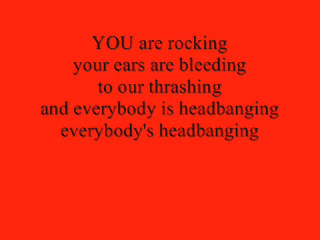 YOU are rocking
your ears are bleeding
to our thrashing
and everybody is headbanging
everybody's headbanging